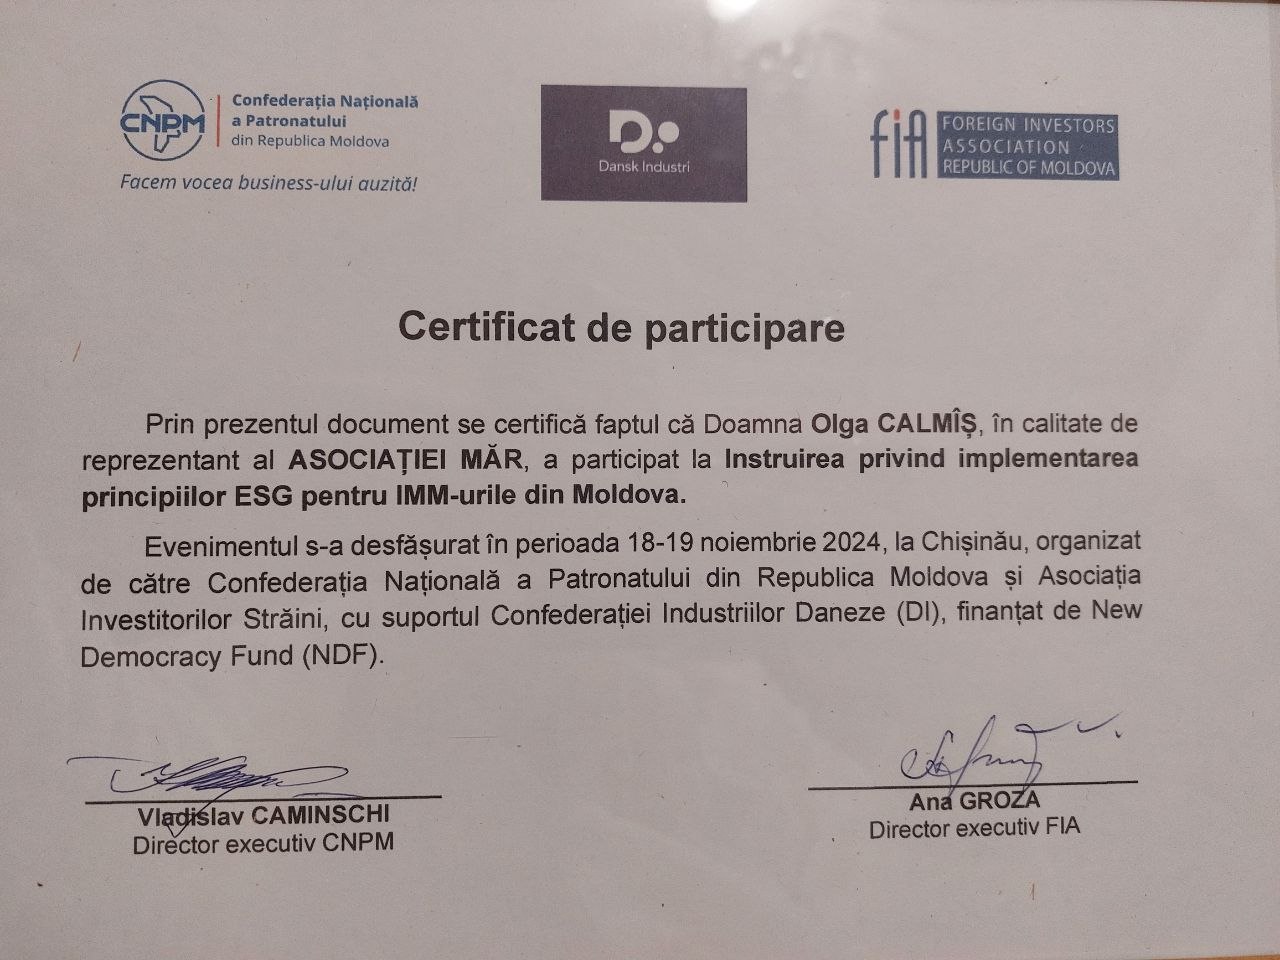 CNPM
Confederația Națională
a Patronatului
din Republica Moldova
Facem vocea business-ului auzită!
D
Dansk Industri
FIA
FOREIGN INVESTORS
ASSOCIATION
REPUBLIC OF MOLDOVA
Certificat de participare
Prin prezentul document se certifică faptul că Doamna Olga CALMÎȘ, în calitate de
reprezentant al ASOCIAȚIEI MĂR, a participat la Instruirea privind implementarea
principiilor ESG pentru IMM-urile din Moldova.
Evenimentul s-a desfășurat în perioada 18-19 noiembrie 2024, la Chișinău, organizat
de către Confederația Națională a Patronatului din Republica Moldova și Asociația
Investitorilor Străini, cu suportul Confederației Industriilor Daneze (DI), finanțat de New
Democracy Fund (NDF).
Vladislav CAMINSCHI
Director executiv CNPM
Ana GROZA
Director executiv FIA